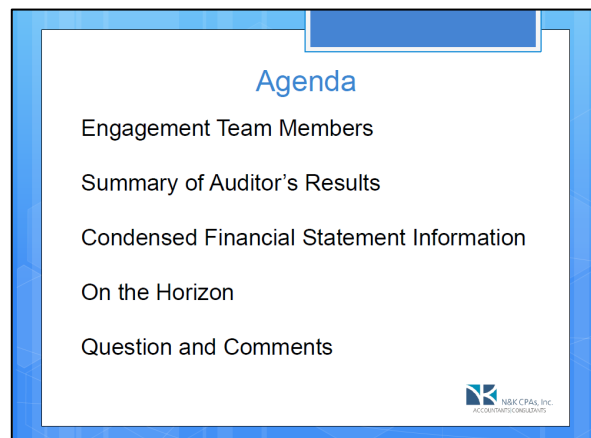 Agenda
Engagement Team Members
Summary of Auditor’s Results
Condensed Financial Statement Information
On the Horizon
Question and Comments
N&K CPAs, Inc.
ACCOUNTANTS|CONSULTANTS